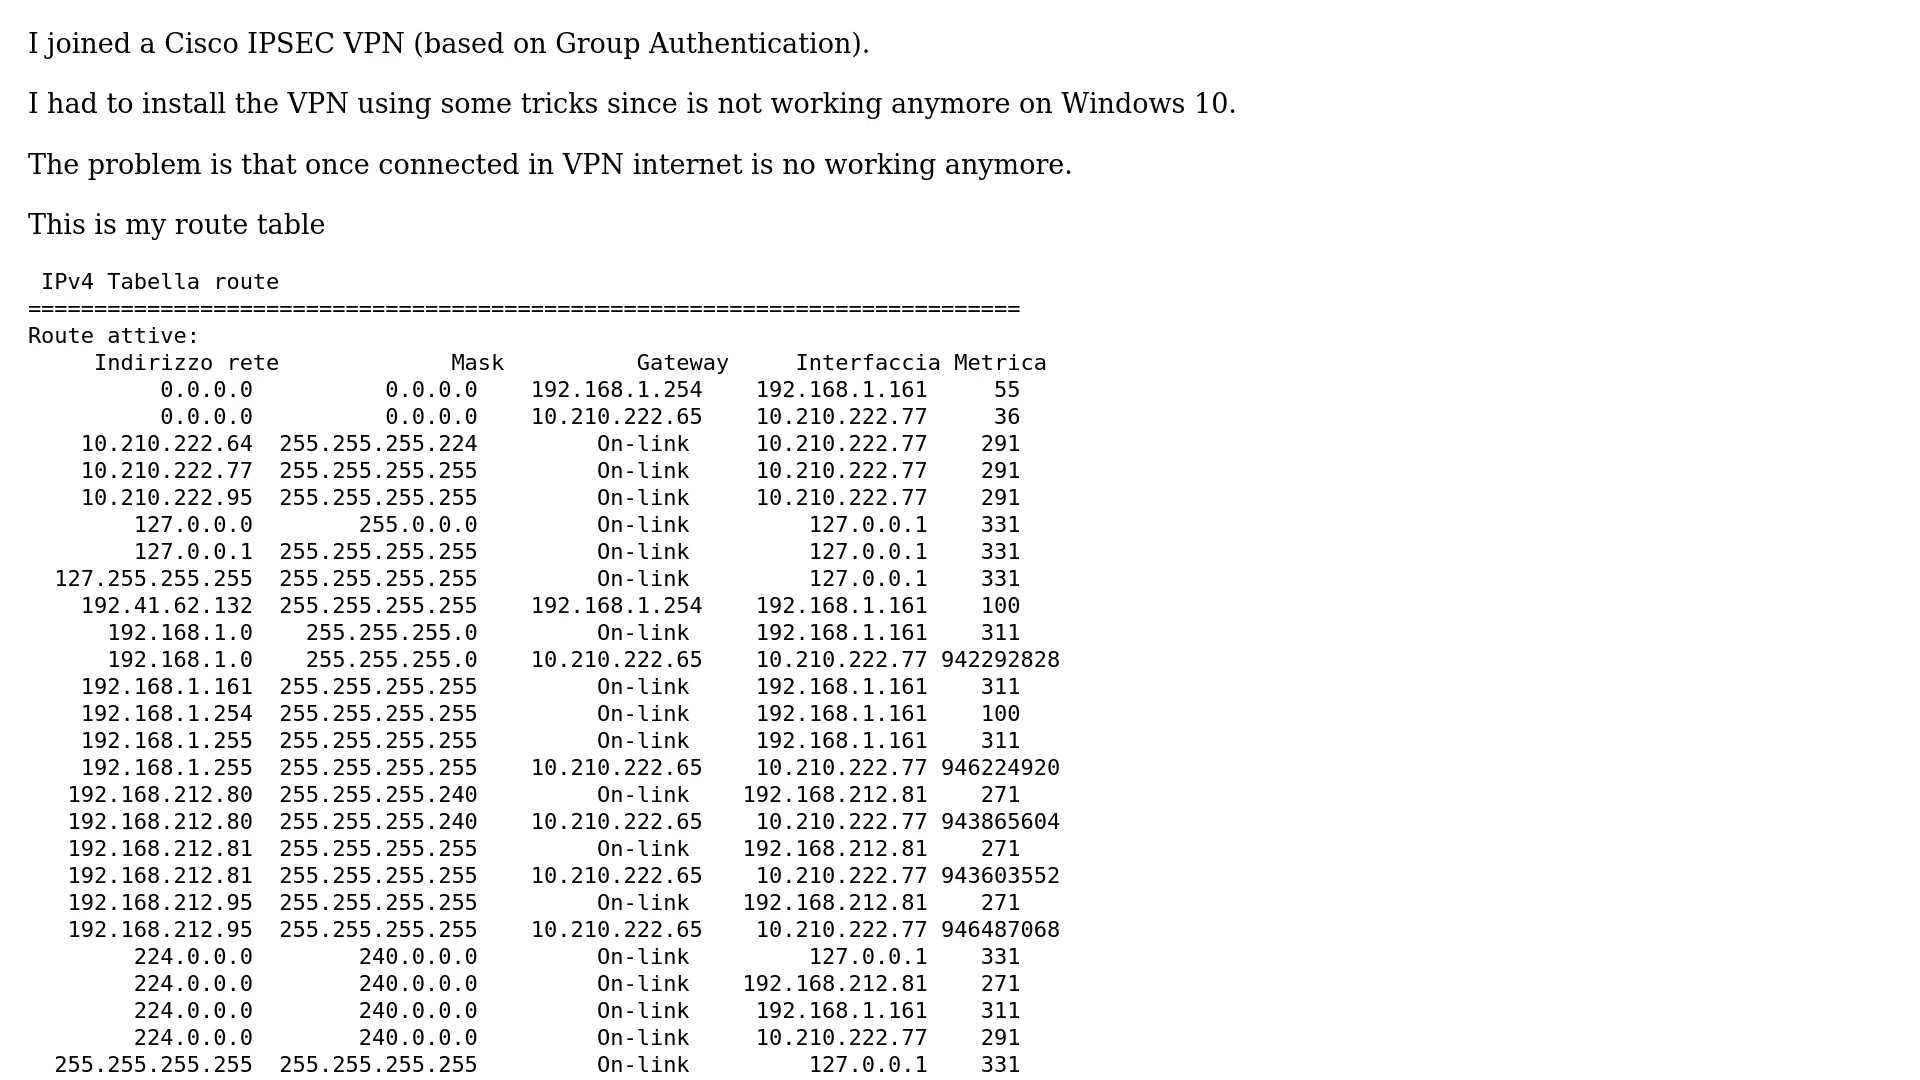 I joined a Cisco IPSEC VPN (based on Group Authentication).
I had to install the VPN using some tricks since is not working anymore on Windows 10.
The problem is that once connected in VPN internet is no working anymore.
This is my route table
IPv4 Tabella route
===========================================================================
Route attive:
     Indirizzo rete             Mask          Gateway     Interfaccia Metrica
          0.0.0.0          0.0.0.0    192.168.1.254    192.168.1.161     55
          0.0.0.0          0.0.0.0    10.210.222.65    10.210.222.77     36
    10.210.222.64  255.255.255.224         On-link     10.210.222.77    291
    10.210.222.77  255.255.255.255         On-link     10.210.222.77    291
    10.210.222.95  255.255.255.255         On-link     10.210.222.77    291
        127.0.0.0        255.0.0.0         On-link         127.0.0.1    331
        127.0.0.1  255.255.255.255         On-link         127.0.0.1    331
  127.255.255.255  255.255.255.255         On-link         127.0.0.1    331
    192.41.62.132  255.255.255.255    192.168.1.254    192.168.1.161    100
      192.168.1.0    255.255.255.0         On-link     192.168.1.161    311
      192.168.1.0    255.255.255.0    10.210.222.65    10.210.222.77 942292828
    192.168.1.161  255.255.255.255         On-link     192.168.1.161    311
    192.168.1.254  255.255.255.255         On-link     192.168.1.161    100
    192.168.1.255  255.255.255.255         On-link     192.168.1.161    311
    192.168.1.255  255.255.255.255    10.210.222.65    10.210.222.77 946224920
   192.168.212.80  255.255.255.240         On-link    192.168.212.81    271
   192.168.212.80  255.255.255.240    10.210.222.65    10.210.222.77 943865604
   192.168.212.81  255.255.255.255         On-link    192.168.212.81    271
   192.168.212.81  255.255.255.255    10.210.222.65    10.210.222.77 943603552
   192.168.212.95  255.255.255.255         On-link    192.168.212.81    271
   192.168.212.95  255.255.255.255    10.210.222.65    10.210.222.77 946487068
        224.0.0.0        240.0.0.0         On-link         127.0.0.1    331
        224.0.0.0        240.0.0.0         On-link    192.168.212.81    271
        224.0.0.0        240.0.0.0         On-link     192.168.1.161    311
        224.0.0.0        240.0.0.0         On-link     10.210.222.77    291
  255.255.255.255  255.255.255.255         On-link         127.0.0.1    331